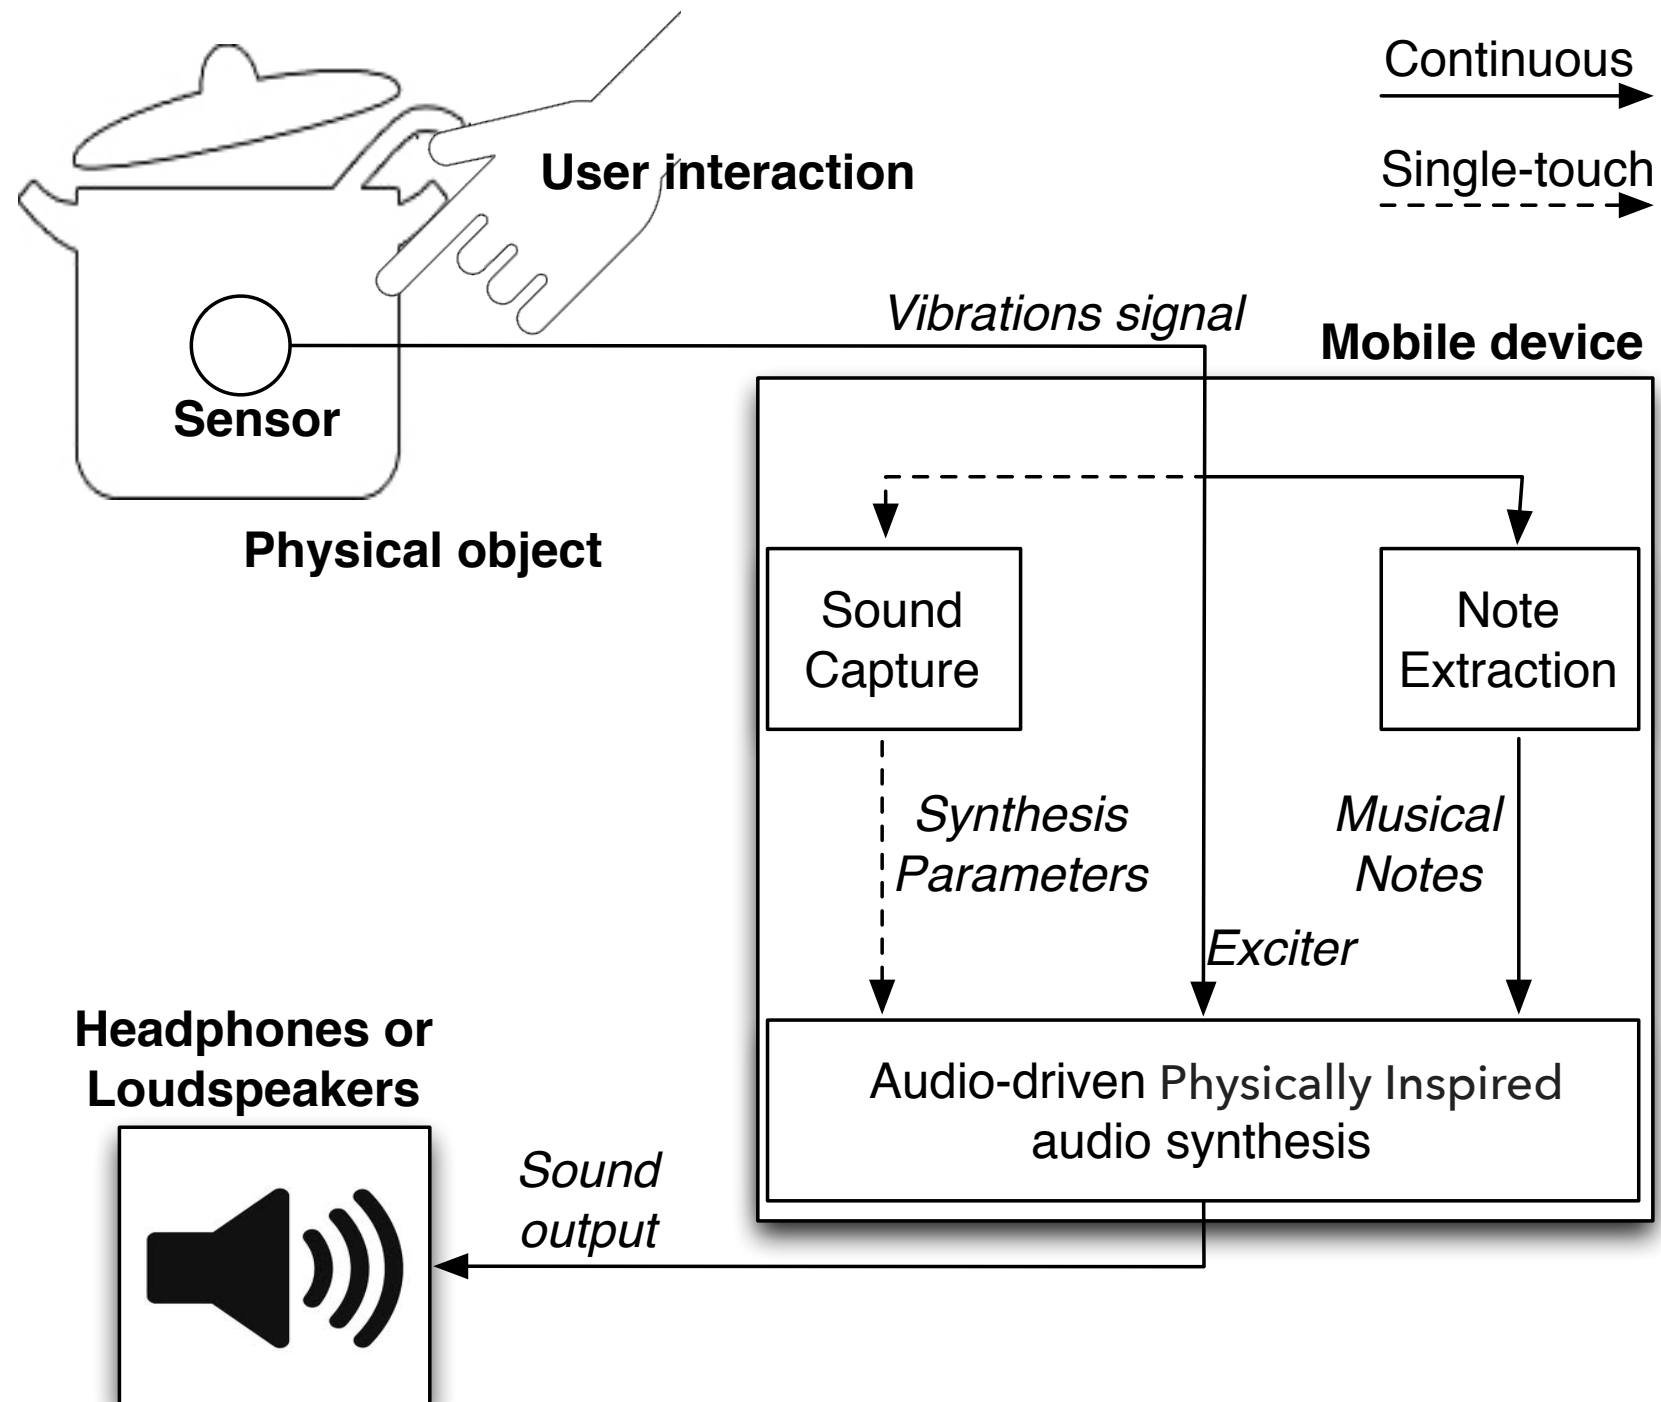 Continuous
Single-touch
User interaction
Vibrations signal
Mobile device
Sensor
Physical object
Sound
Capture
Note
Extraction
Synthesis
Parameters
Musical
Notes
Exciter
Headphones or
Loudspeakers
Audio-driven Physically Inspired
audio synthesis
Sound
output